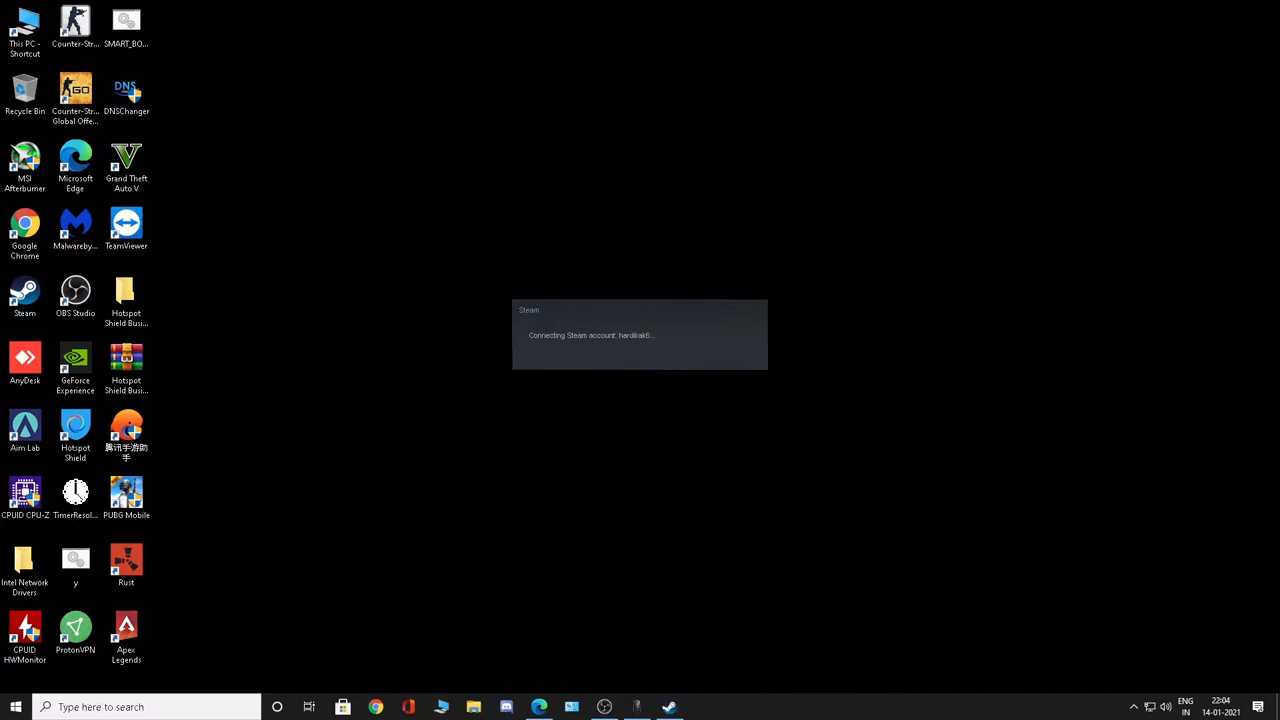 This PC -
Shortcut
Counter-Str...
SMART_BO...
Recycle Bin
GO
Counter-Str...
Global Offe...
DNS
DNSChanger
MSI
Afterburner
Microsoft
Edge
Grand Theft
Auto V
Google
Chrome
Malwareby...
TeamViewer
Steam
OBS Studio
Hotspot
Shield Busi...
AnyDesk
GeForce
Experience
Hotspot
Shield Busi...
Aim Lab
Hotspot
Shield
腾讯手游助
手
CPUID CPU-Z
TimerResol...
PUBG Mobile
Intel Network
Drivers
y
Rust
CPUID
HWMonitor
ProtonVPN
Apex
Legends
Steam
Connecting Steam account: hardikak6...
Type here to search
ENG
IN
22:04
14-01-2021